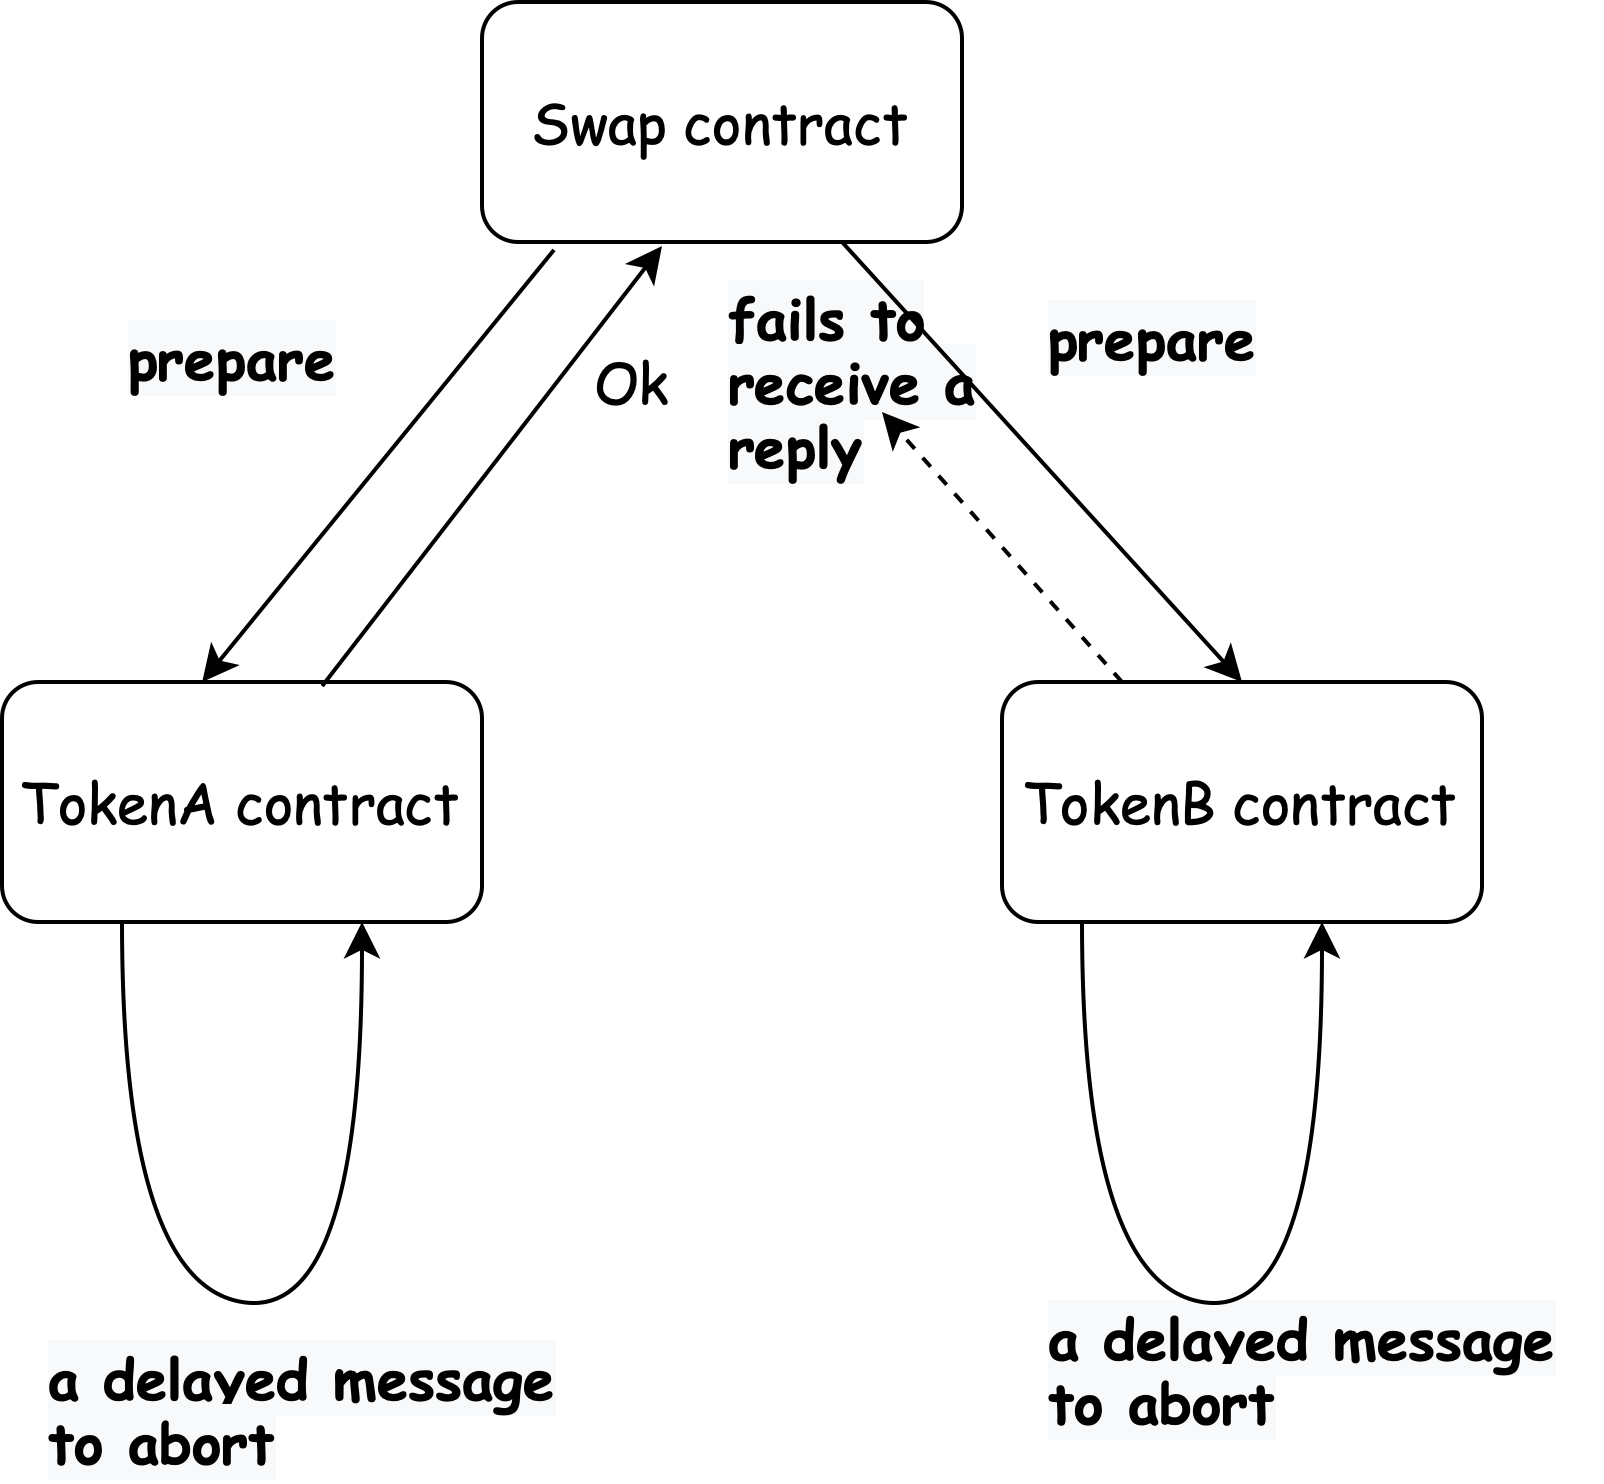 Swap contract
prepare
Ok
fails to
receive a
reply
prepare
TokenA contract
TokenB contract
a delayed message
to abort
a delayed message
to abort